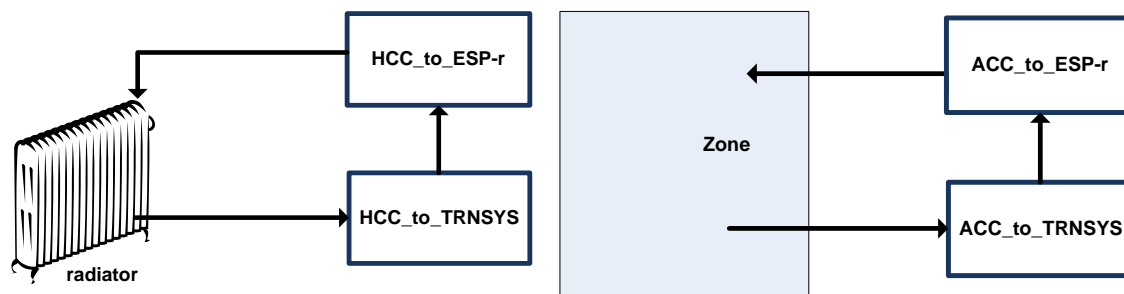 HCC_to_ESP-r
HCC_to_TRNSYS
radiator
Zone
ACC_to_ESP-r
ACC_to_TRNSYS